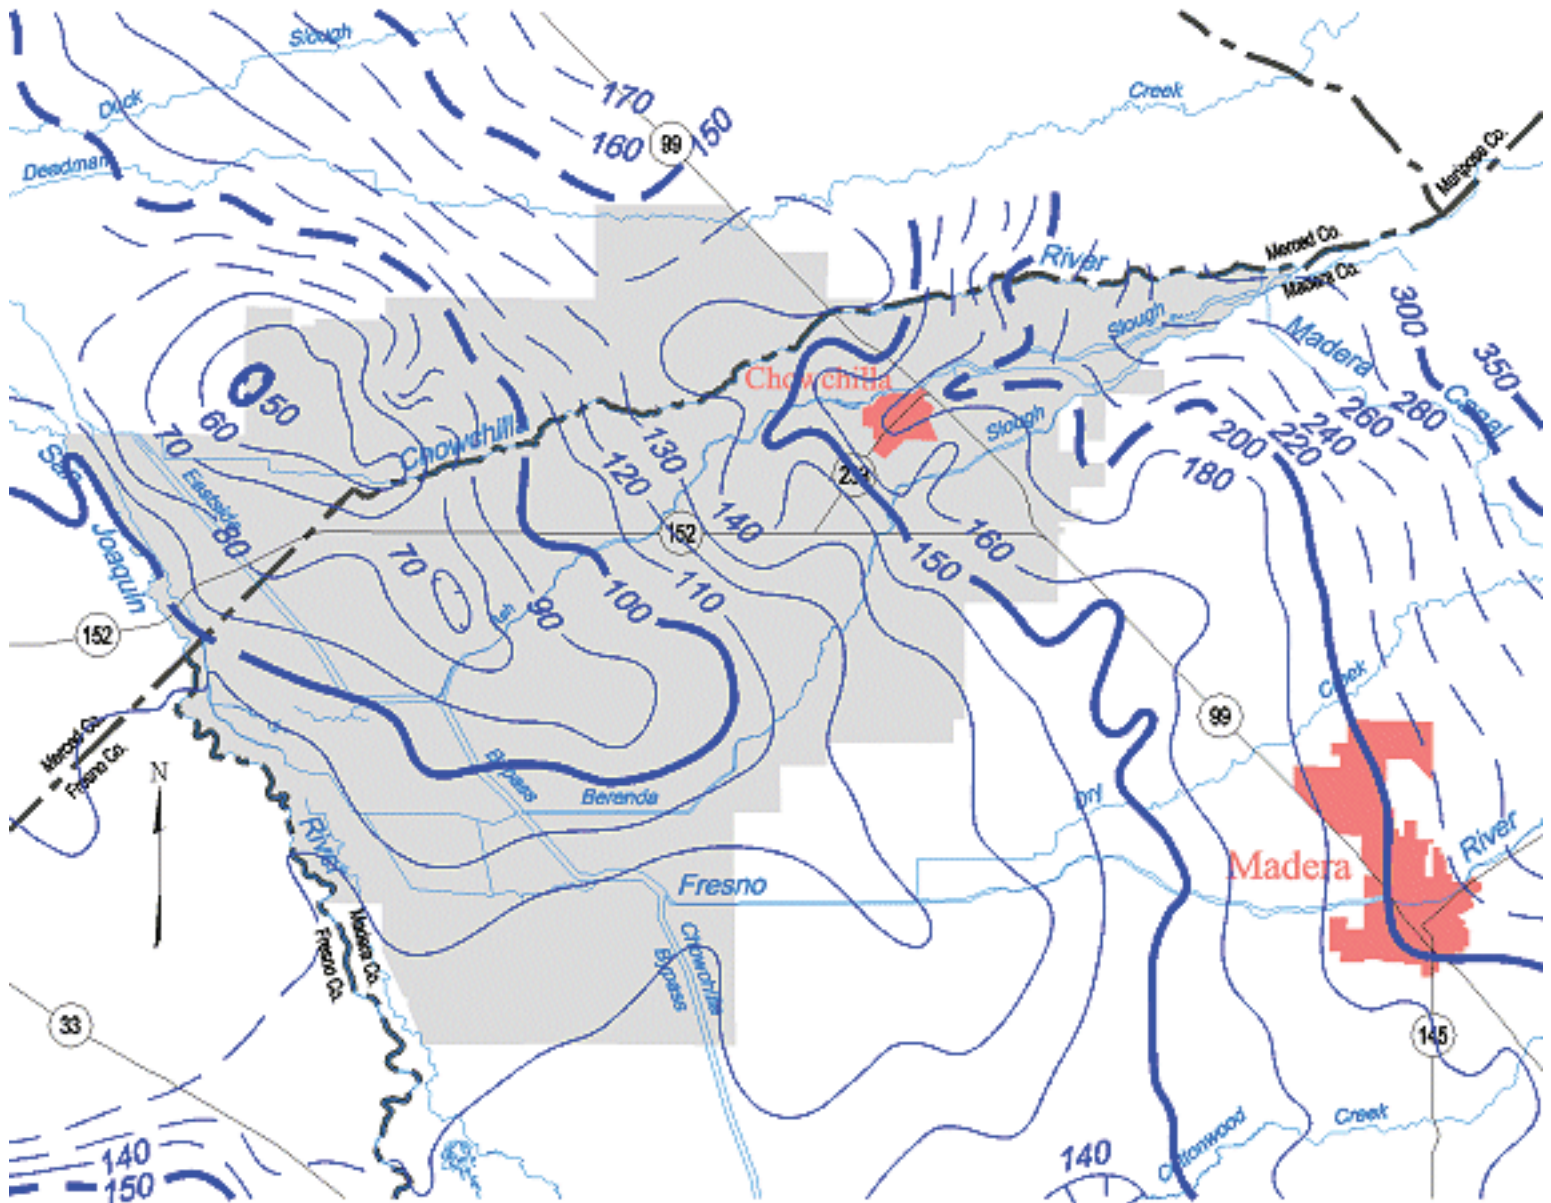 Slough
Duck
170
160
99
150
Creek
Deadman
Mariposa Co.
River
Merced Co.
Madera Co.
Slough
300
Madera
350
Canal
Chowchilla
50
60
70
Slough
260
280
240
220
200
180
Chowchilla
130
120
140
San
Eastside
80
152
160
150
Joaquin
70
90
100
110
152
Creek
99
Merced Co.
Fresno Co.
N
Bypass
Berenda
Dry
River
River
Madera
Fresno
Madera Co.
Fresno Co.
Chowchilla
Bypass
33
145
Cottonwood
Creek
140
150
140